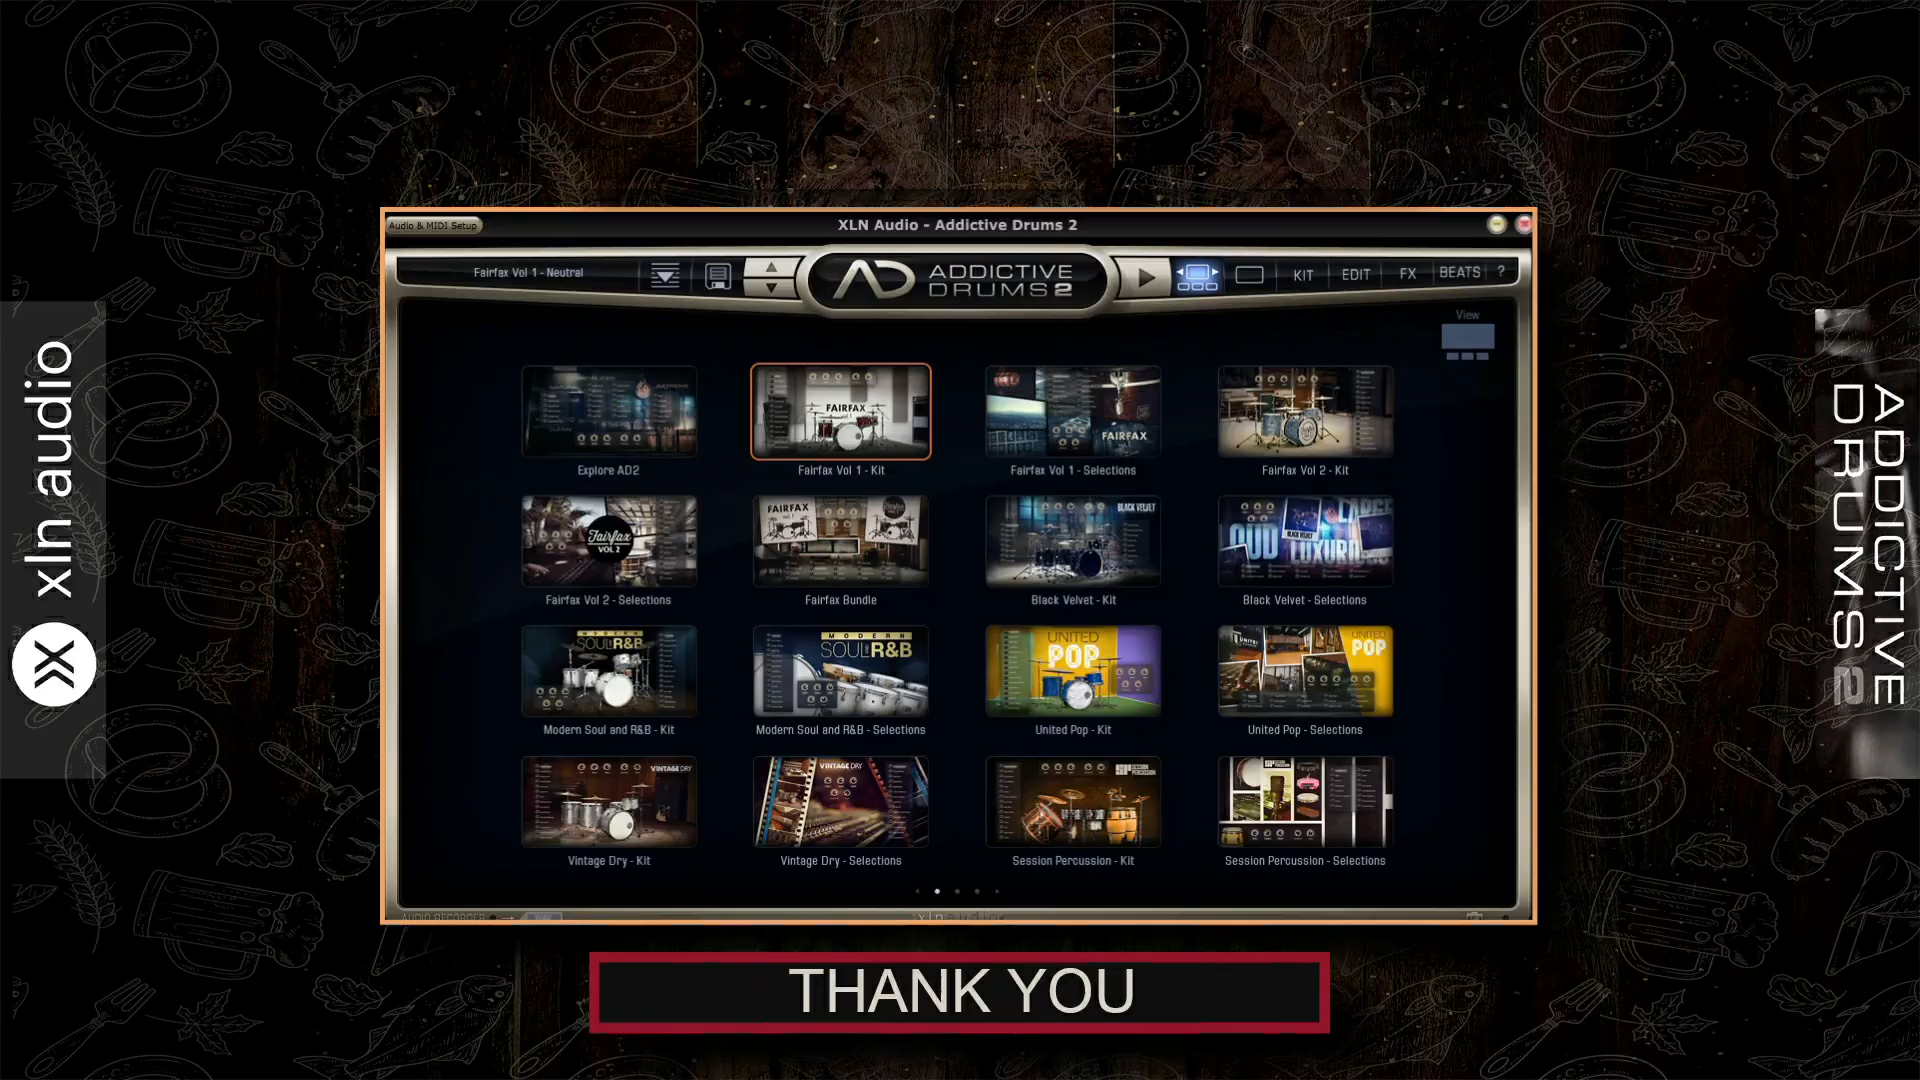 Audio & MIDI Setup
XLN Audio - Addictive Drums 2
Fairfax Vol 1 - Neutral
ADDICTIVE
DRUMS 2
KIT
EDIT
FX
BEATS
?
View
xln audio
ADDICTIVE
DRUMS 2
FAIRFAX
FAIRFAX
Explore AD2
Fairfax Vol 1 - Kit
Fairfax Vol 1 - Selections
Fairfax Vol 2 - Kit
Fairfax
VOL 2
FAIRFAX
BLACK VELVET
Fairfax Vol 2 - Selections
Fairfax Bundle
Black Velvet - Kit
Black Velvet - Selections
MODERN
SOUL R&B
MODERN
SOUL R&B
UNITED
POP
UNITED
POP
Modern Soul and R&B - Kit
Modern Soul and R&B - Selections
United Pop - Kit
United Pop - Selections
VINTAGE DRY
VINTAGE DRY
Vintage Dry - Kit
Vintage Dry - Selections
Session Percussion - Kit
Session Percussion - Selections
AUDIO RECORDER
THANK YOU